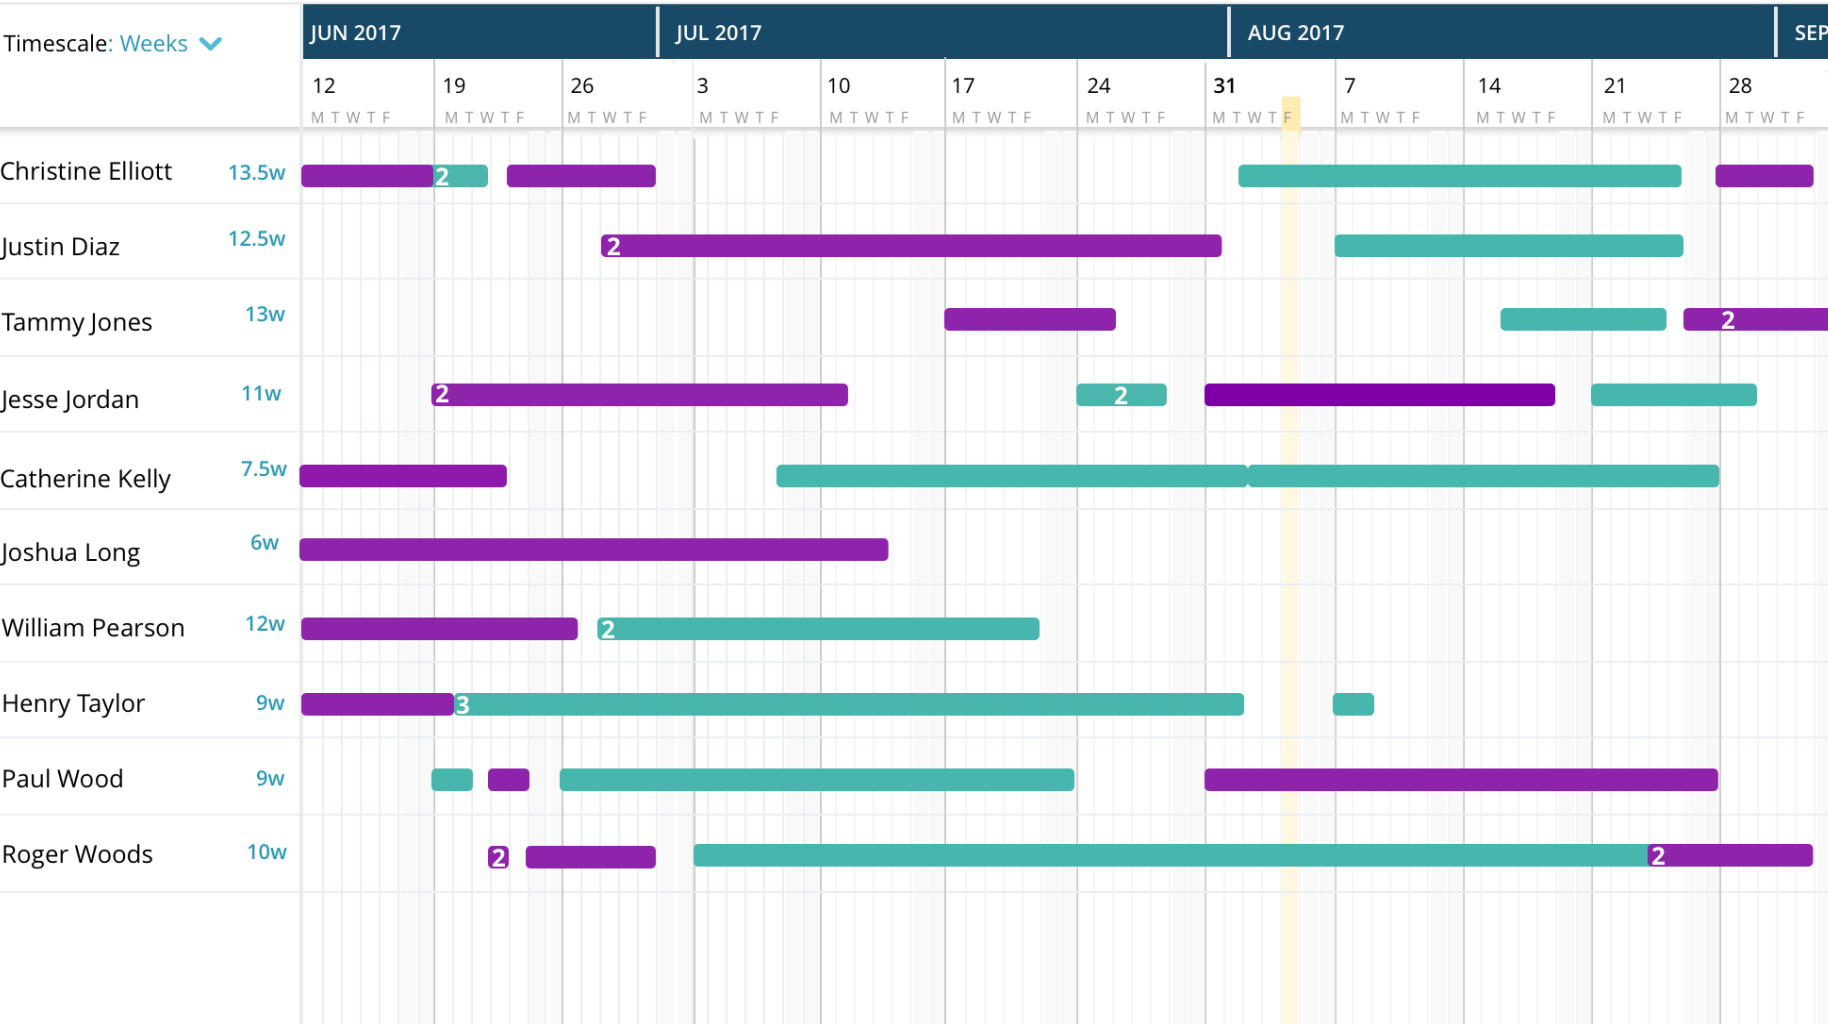 JUN 2017 JUL 2017 AUG 2017 SEP
Timescale: Weeks
12 19 26 3 10 17 24 31 7 14 21 28
M T W T F M T W T F M T W T F M T W T F M T W T F M T W T F M T W T F M T W T F M T W T F M T W T F M T W T F M T W T F
Christine Elliott 13.5w 2
Justin Diaz 12.5w 2
Tammy Jones 13w 2
Jesse Jordan 11w 2 2
Catherine Kelly 7.5w
Joshua Long 6w
William Pearson 12w 2
Henry Taylor 9w 3
Paul Wood 9w
Roger Woods 10w 2 2